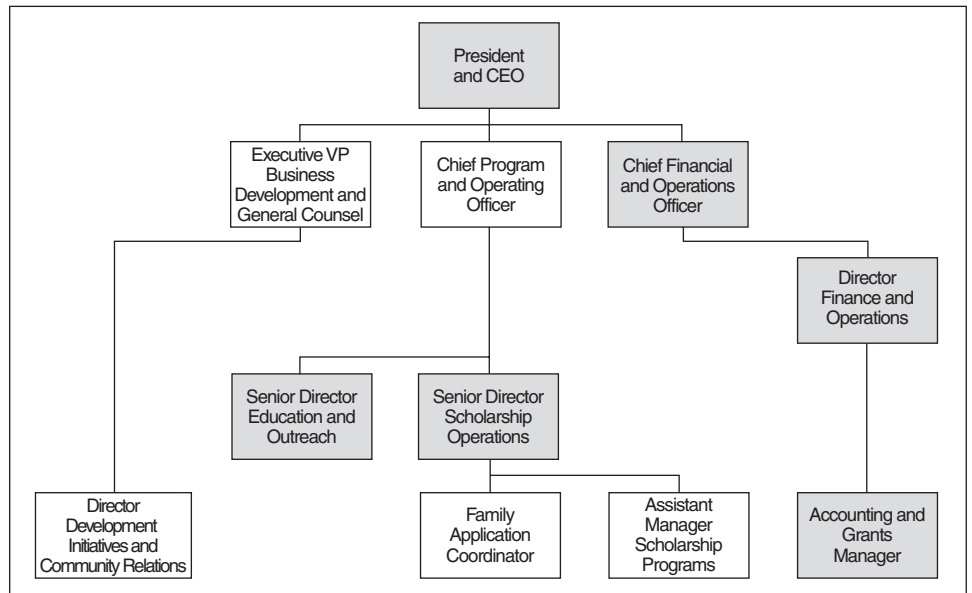 President
and CEO
Executive VP
Business
Development and
General Counsel
Chief Program
and Operating
Officer
Chief Financial
and Operations
Officer
Director
Finance and
Operations
Senior Director
Education and
Outreach
Senior Director
Scholarship
Operations
Director
Development
Initiatives and
Community Relations
Family
Application
Coordinator
Assistant
Manager
Scholarship
Programs
Accounting and
Grants
Manager